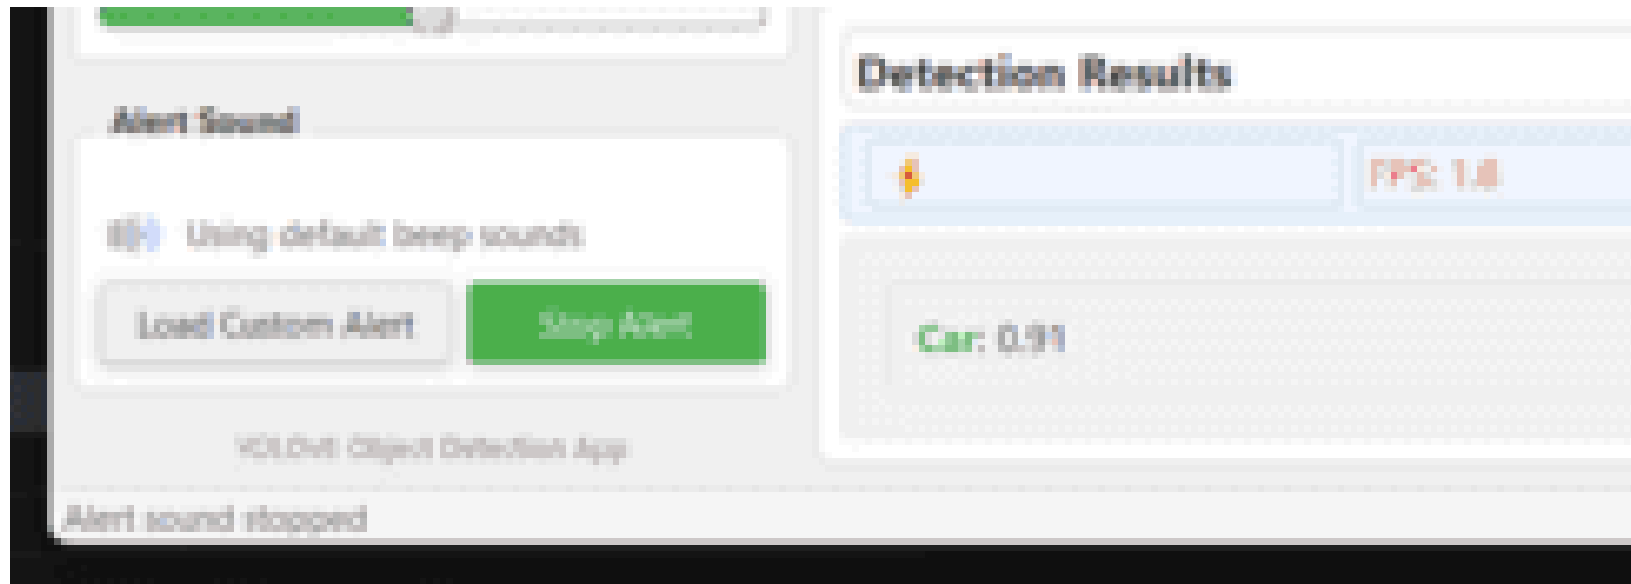 Detection Results
Alert Sound
FPS: 1.8
Using default beep sounds
Load Custom Alert
Stop Alert
Car: 0.91
YOLOv8 Object Detection App
Alert sound stopped